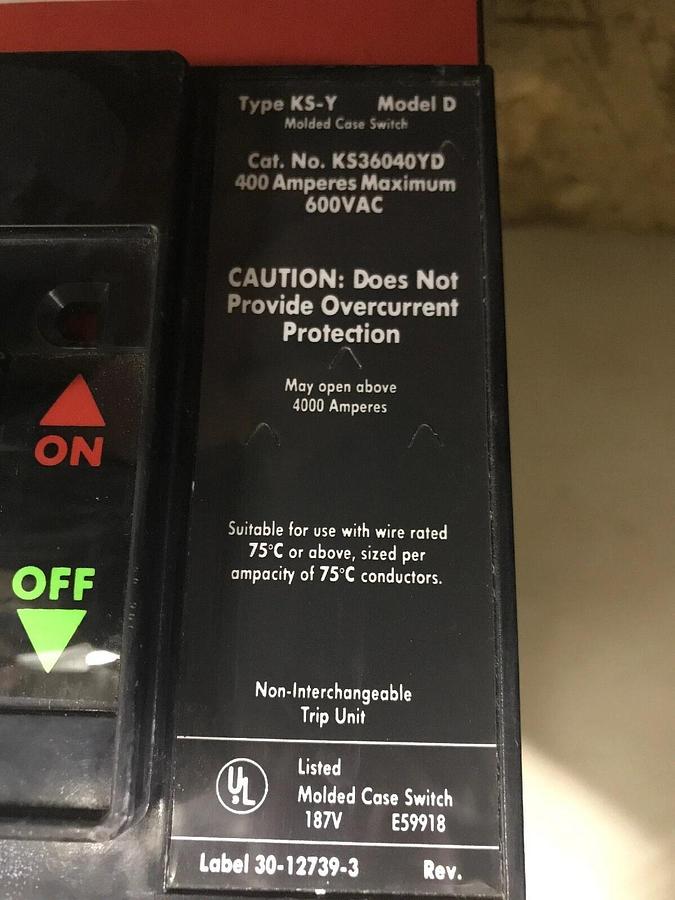 Type KS-Y Model D
Molded Case Switch
Cat. No. KS36040YD
400 Amperes Maximum
600VAC
CAUTION: Does Not
Provide Overcurrent
Protection
May open above
4000 Amperes
ON
Suitable for use with wire rated
75°C or above, sized per
ampacity of 75°C conductors.
OFF
Non-Interchangeable
Trip Unit
UL
Listed
Molded Case Switch
187V E59918
Label 30-12739-3 Rev.